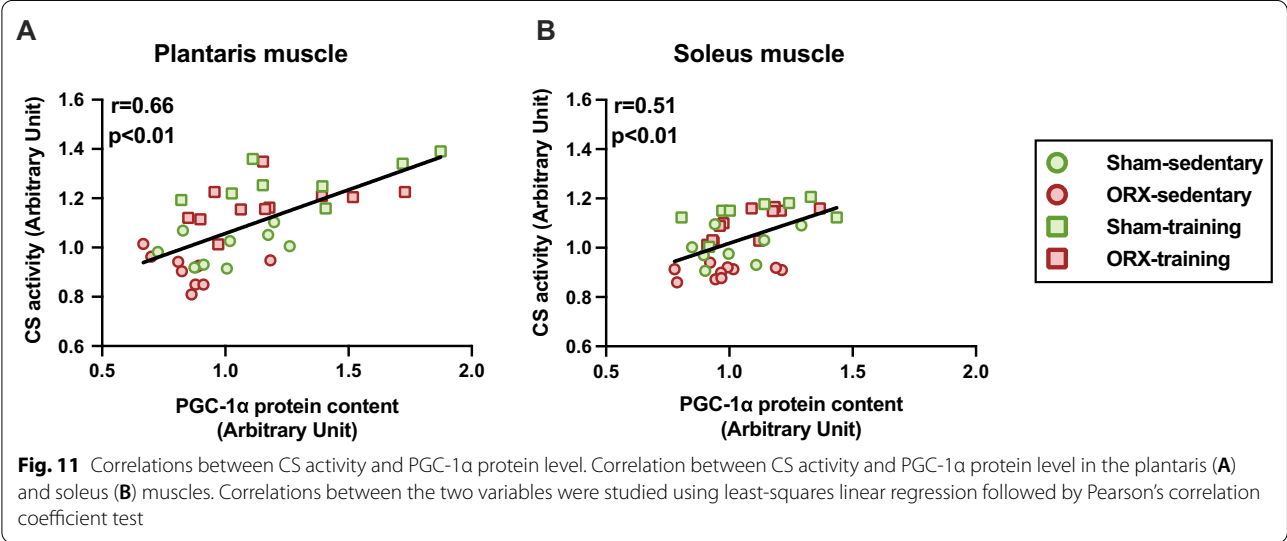 A
Plantaris muscle
r=0.66
p<0.01
CS activity (Arbitrary Unit)
1.6
1.4
1.2
1.0
0.8
0.6
0.5
1.0
1.5
2.0
PGC-1α protein content
(Arbitrary Unit)
B
Soleus muscle
r=0.51
p<0.01
CS activity (Arbitrary Unit)
1.6
1.4
1.2
1.0
0.8
0.6
0.5
1.0
1.5
2.0
PGC-1α protein content
(Arbitrary Unit)
Sham-sedentary
ORX-sedentary
Sham-training
ORX-training
Fig. 11 Correlations between CS activity and PGC-1α protein level. Correlation between CS activity and PGC-1α protein level in the plantaris (A)
and soleus (B) muscles. Correlations between the two variables were studied using least-squares linear regression followed by Pearson's correlation
coefficient test